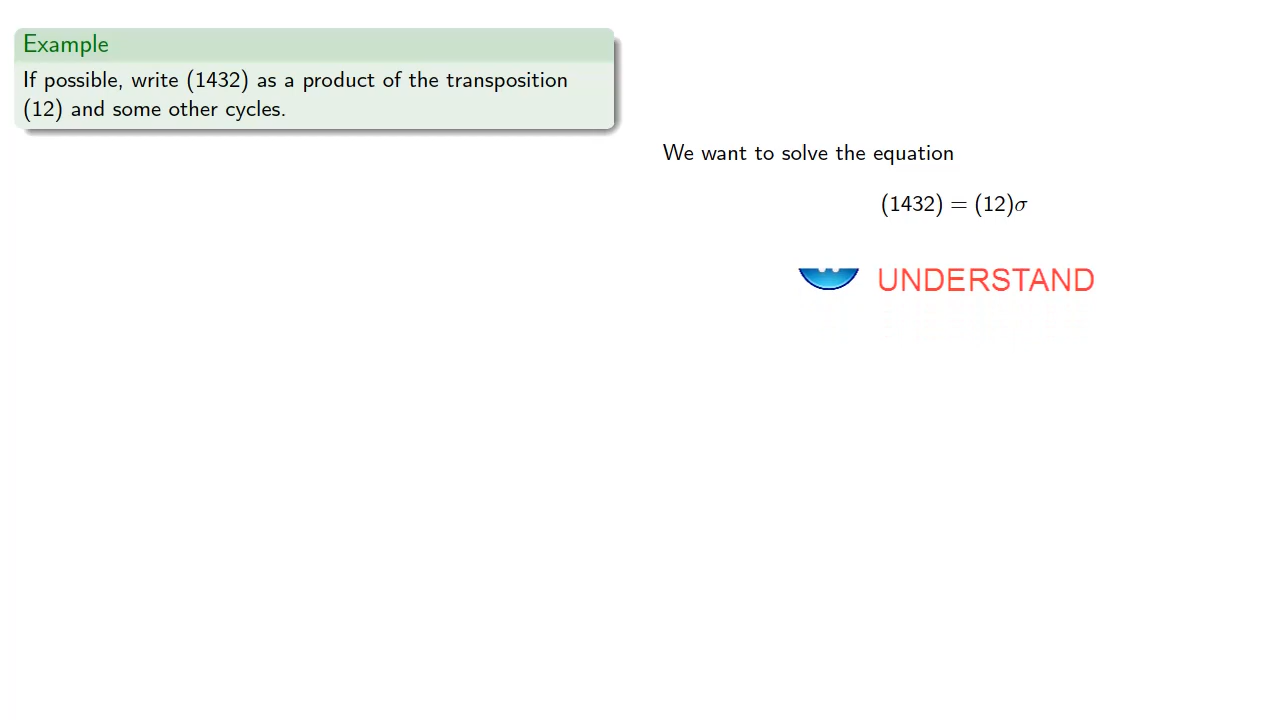 Example
If possible, write (1432) as a product of the transposition
(12) and some other cycles.
We want to solve the equation
(1432) = (12)σ
UNDERSTAND